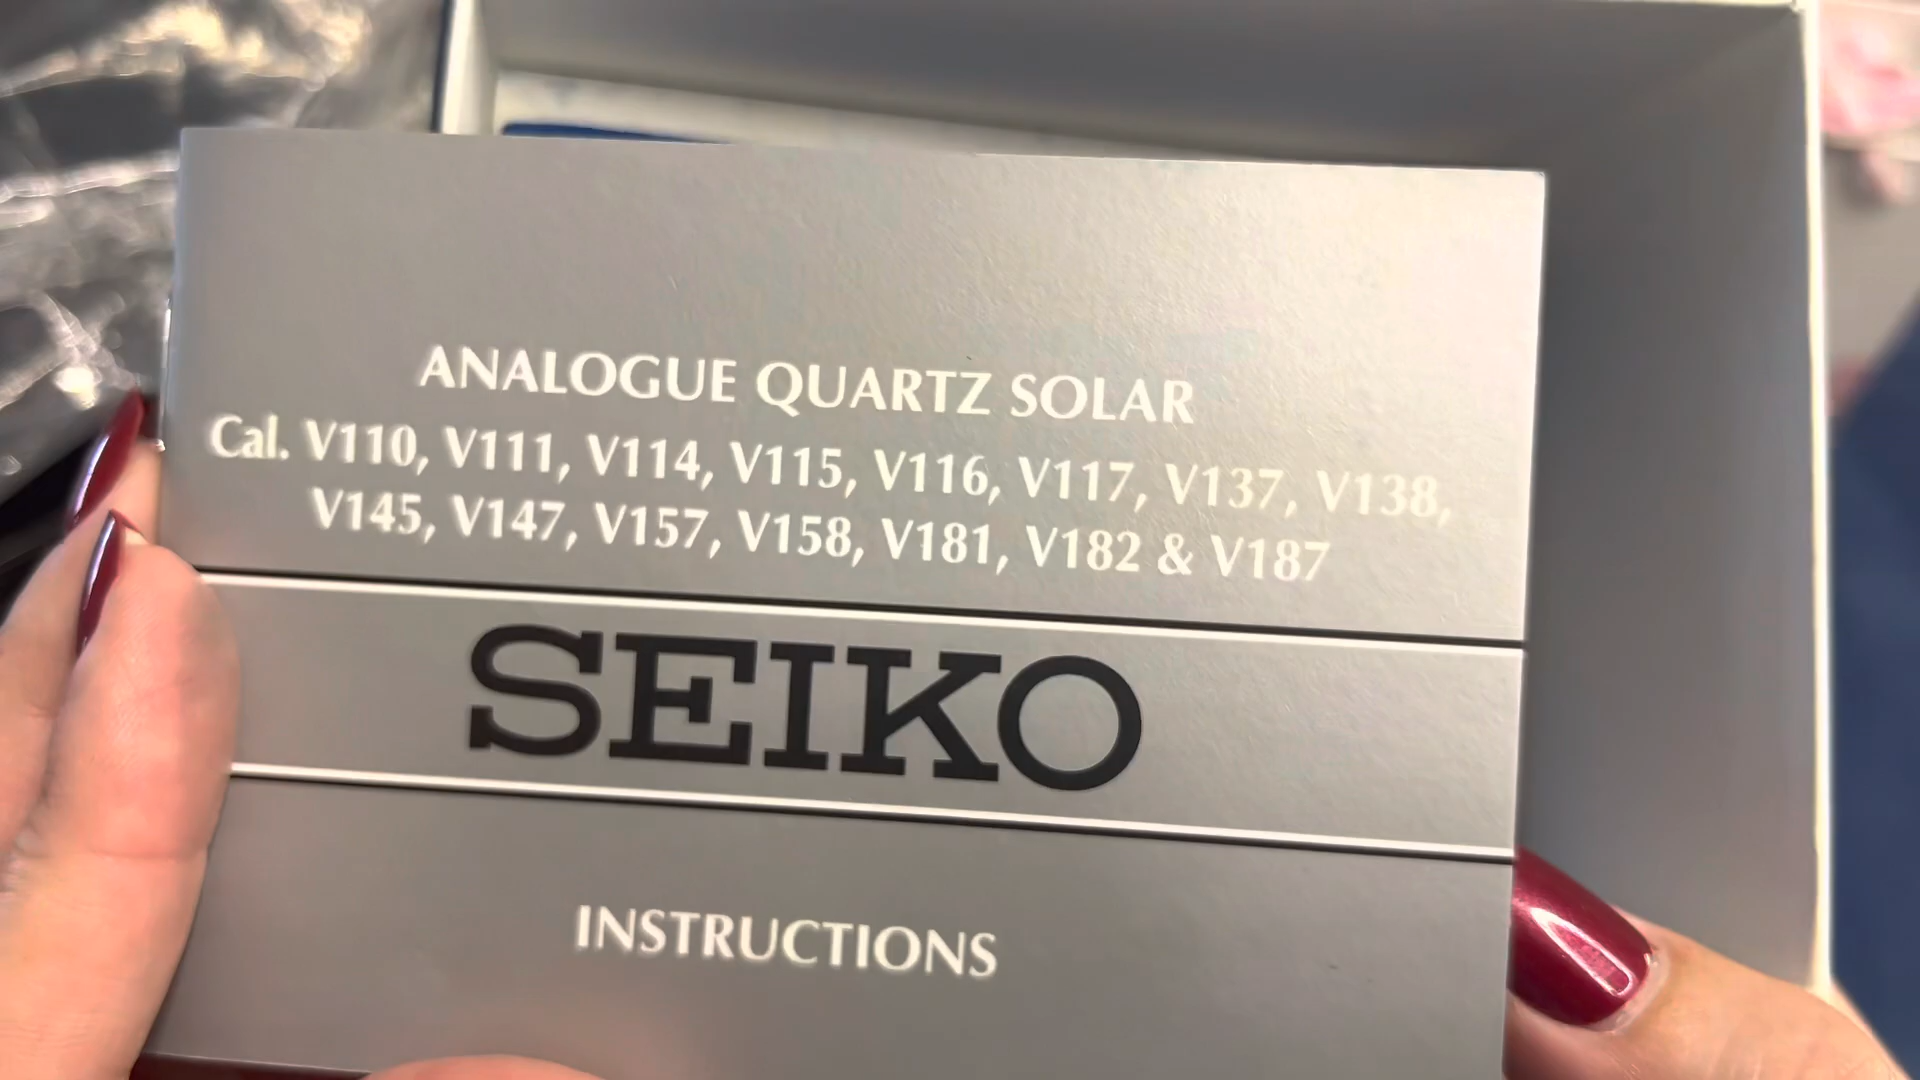 ANALOGUE QUARTZ SOLAR
Cal. V110, V111, V114, V115, V116, V117, V137, V138,
V145, V147, V157, V158, V181, V182 & V187
SEIKO
INSTRUCTIONS